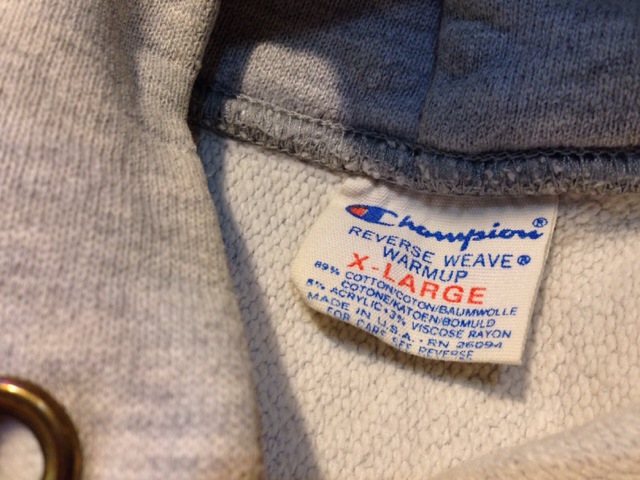 Champion®
REVERSE WEAVE®
WARMUP
X-LARGE
89% COTTON/COTON/BAUMWOLLE
COTONE/KATOEN/BOMULD
8% ACRYLIC • 3% VISCOSE RAYON
MADE IN U.S.A. • RN 26094
FOR CARE SEE REVERSE